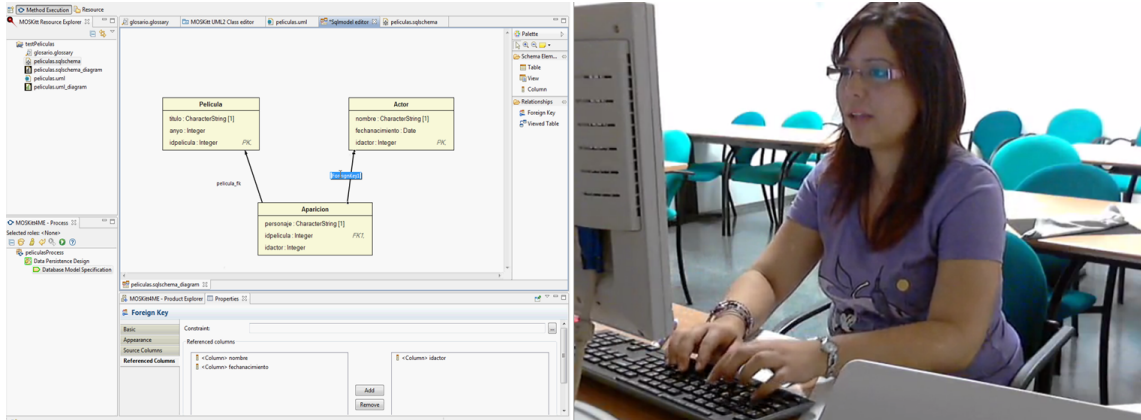 Method Execution Resource
MOSKitt Resource Explorer
glosario.glossary MOSKitt UML2 Class editor peliculas.uml *Sqlmodel editor peliculas.sqlschema
testPeliculas
glosario.glossary
peliculas.sqlschema
peliculas.sqlschema_diagram
peliculas.uml
peliculas.uml_diagram
Palette
Schema Elem...
Table
View
Column
Relationships
Foreign Key
Viewed Table
Pelicula
titulo : CharacterString [1]
anyo : Integer
idpelicula : Integer PK,
Actor
nombre : CharacterString [1]
fechanacimiento : Date
idactor : Integer PK,
pelicula_fk
Aparicion
personaje : CharacterString [1]
idpelicula : Integer FK1,
idactor : Integer
peliculas.sqlschema_diagram
MOSKitt4ME - Process
Selected roles: <None>
peliculasProcess
Data Persistence Design
Database Model Specification
MOSKitt4ME - Product Explorer Properties
Foreign Key
Basic
Appearance
Source Columns
Referenced Columns
Constraint:
...
Referenced columns
<Column> nombre
<Column> fechanacimiento
Add
Remove
<Column> idactor